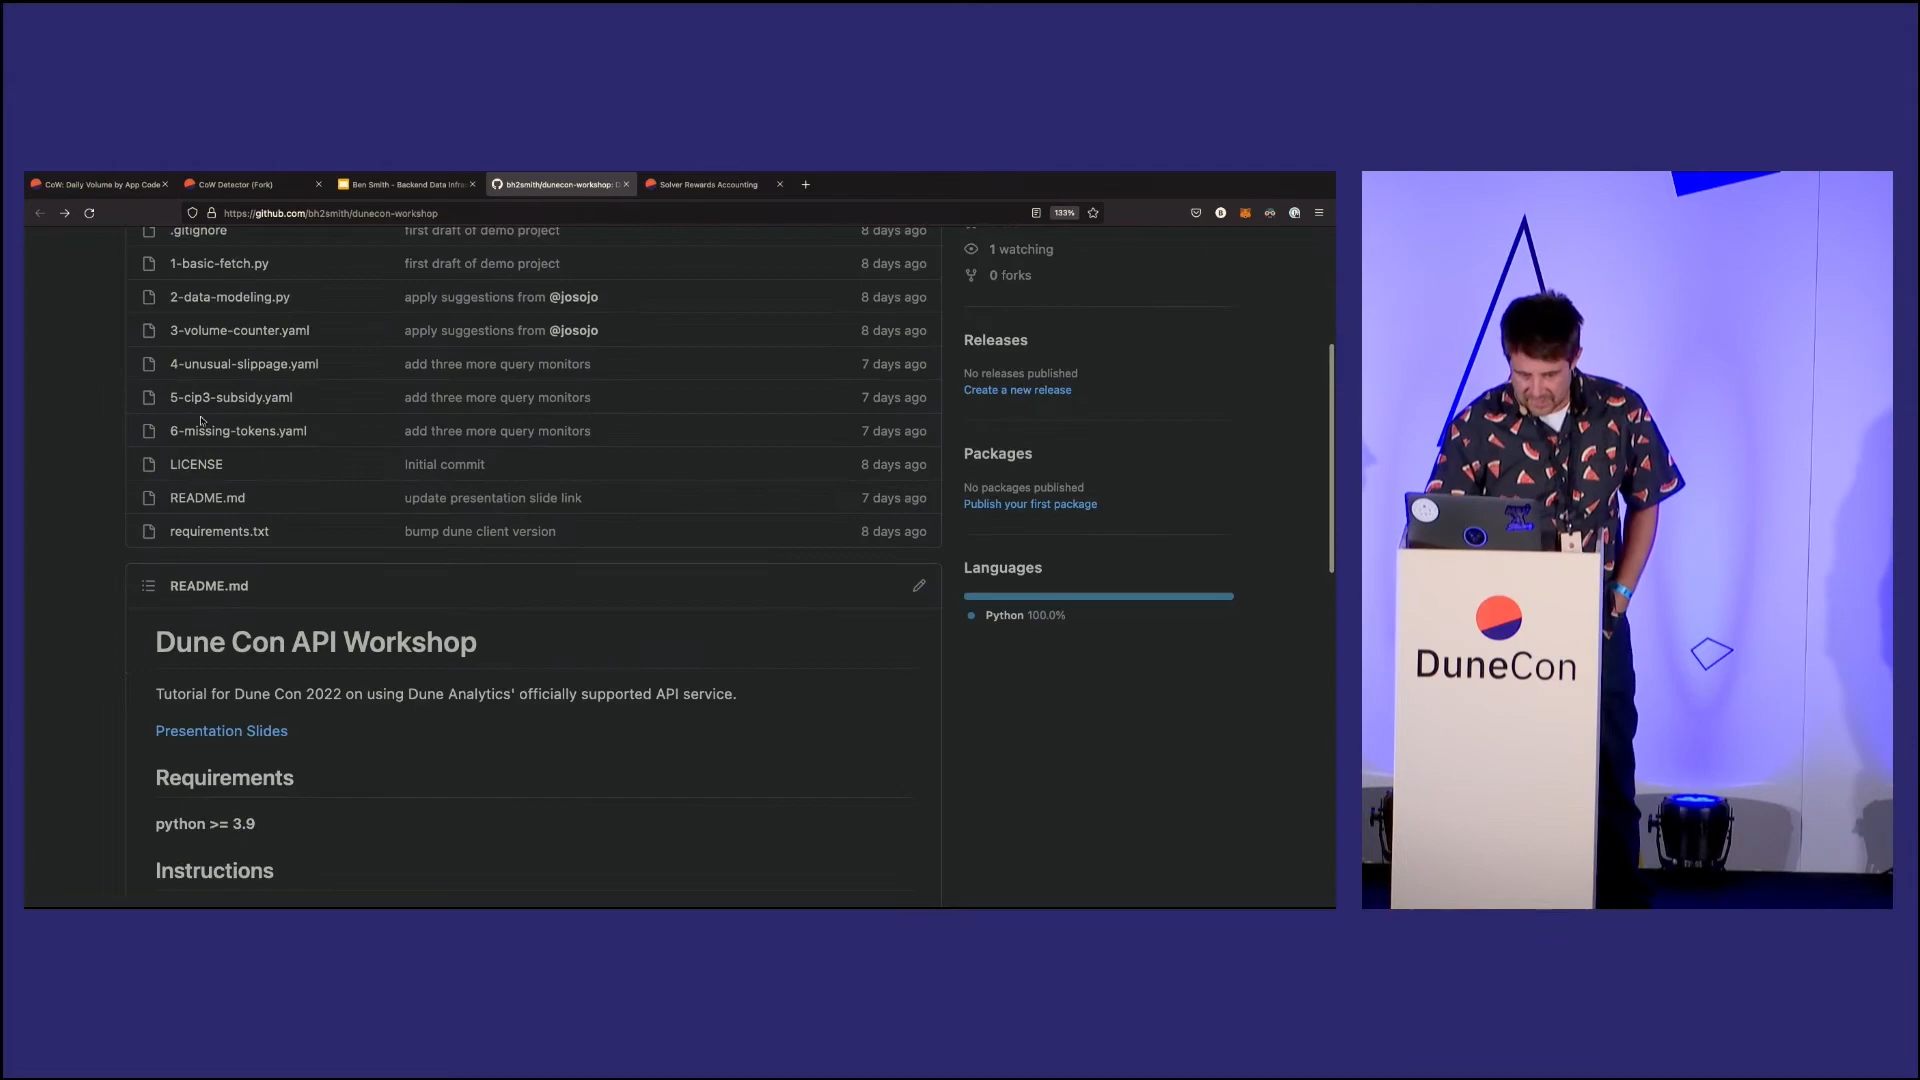 CoW: Daily Volume by App Code
CoW Detector (Fork)
Ben Smith - Backend Data Infra
bh2smith/dunecon-workshop: D
Solver Rewards Accounting
https://github.com/bh2smith/dunecon-workshop
133%
.gitignore first draft of demo project 8 days ago
1-basic-fetch.py first draft of demo project 8 days ago
2-data-modeling.py apply suggestions from @josojo 8 days ago
3-volume-counter.yaml apply suggestions from @josojo 8 days ago
4-unusual-slippage.yaml add three more query monitors 7 days ago
5-cip3-subsidy.yaml add three more query monitors 7 days ago
6-missing-tokens.yaml add three more query monitors 7 days ago
LICENSE Initial commit 8 days ago
README.md update presentation slide link 7 days ago
requirements.txt bump dune client version 8 days ago
README.md
Dune Con API Workshop
Tutorial for Dune Con 2022 on using Dune Analytics' officially supported API service.
Presentation Slides
Requirements
python >= 3.9
Instructions
1 watching
0 forks
Releases
No releases published
Create a new release
Packages
No packages published
Publish your first package
Languages
Python 100.0%
DuneCon